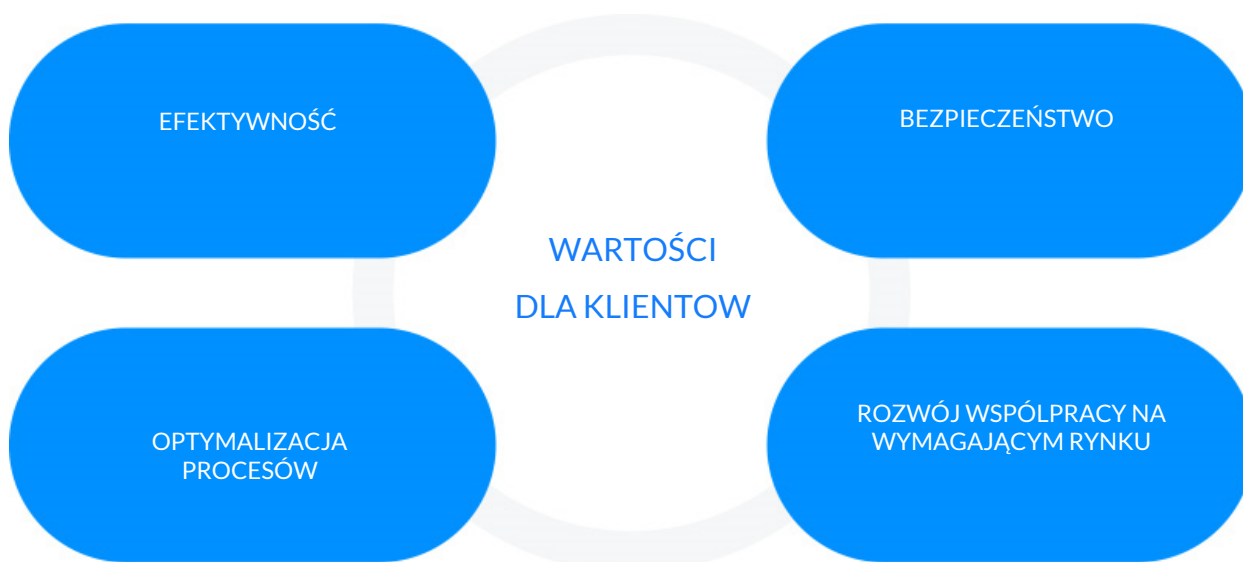 EFEKTYWNOŚĆ
BEZPIECZEŃSTWO
WARTOŚCI
DLA KLIENTOW
OPTYMALIZACJA
PROCESÓW
ROZWÓJ WSPÓLPRACY NA
WYMAGAJĄCYM RYNKU